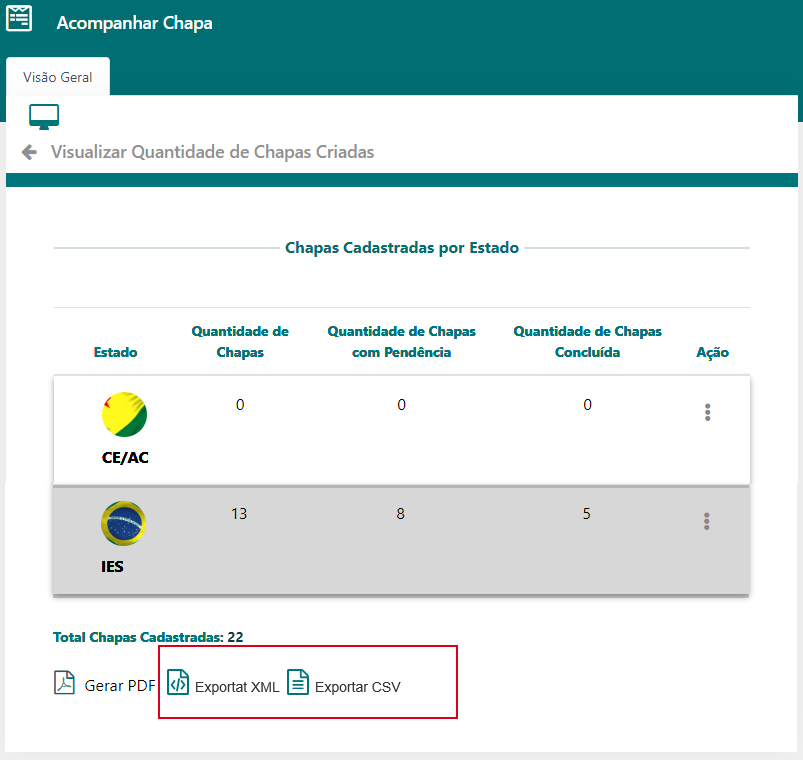 Acompanhar Chapa
Visão Geral
Visualizar Quantidade de Chapas Criadas
Chapas Cadastradas por Estado
Estado
Quantidade de
Chapas
Quantidade de Chapas
com Pendência
Quantidade de Chapas
Concluída
Ação
0
0
0
CE/AC
13
8
5
IES
Total Chapas Cadastradas: 22
Gerar PDF
Exportat XML
Exportar CSV